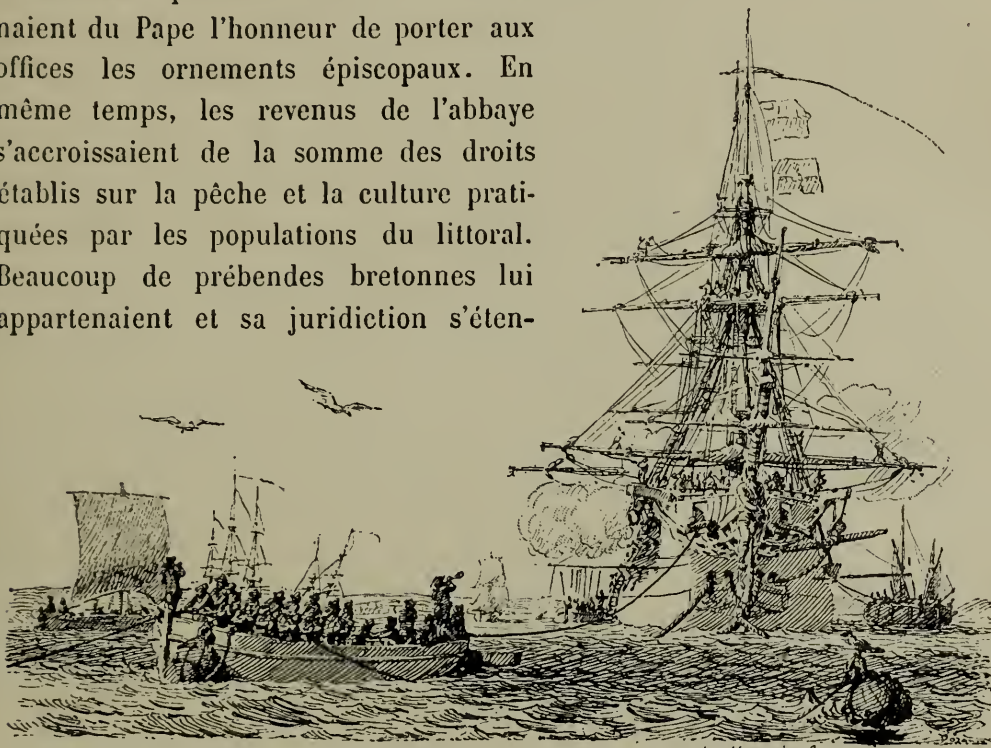 naient du Pape l'honneur de porter aux
offices les ornements épiscopaux. En
même temps, les revenus de l'abbaye
s'accroissaient de la somme des droits
établis sur la pêche et la culture prati-
quées par les populations du littoral.
Beaucoup de prébendes bretonnes lui
appartenaient et sa juridiction s'éten-